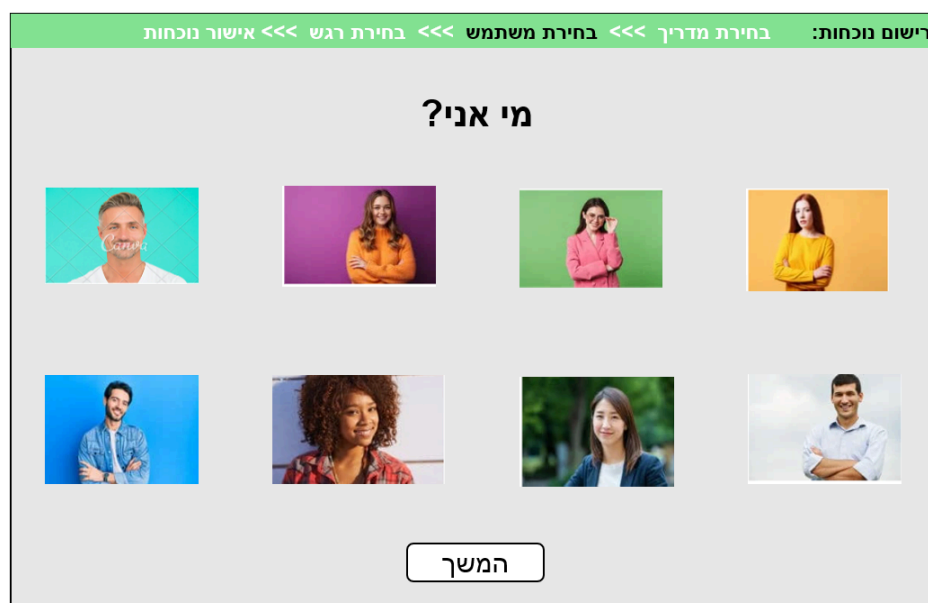 רישום נוכחות: בחירת מדריך >>> בחירת משתמש >>> בחירת רגש >>> אישור נוכחות
מי אני?
Canva
המשך